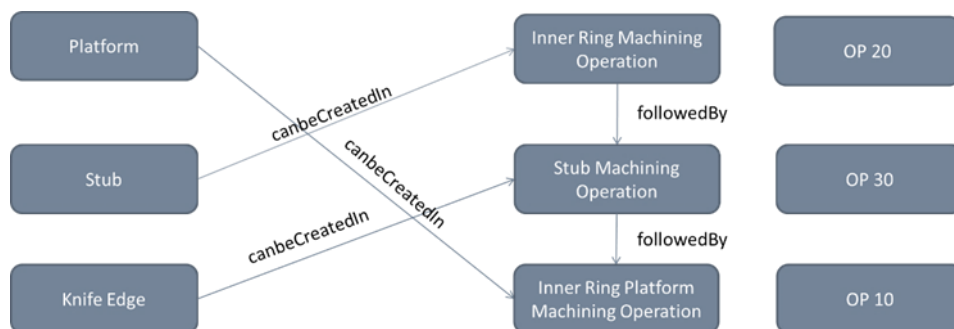 Platform
Inner Ring Machining
Operation
OP 20
canbeCreatedIn
followedBy
canbeCreatedIn
Stub
Stub Machining
Operation
OP 30
canbeCreatedIn
followedBy
Knife Edge
Inner Ring Platform
Machining Operation
OP 10